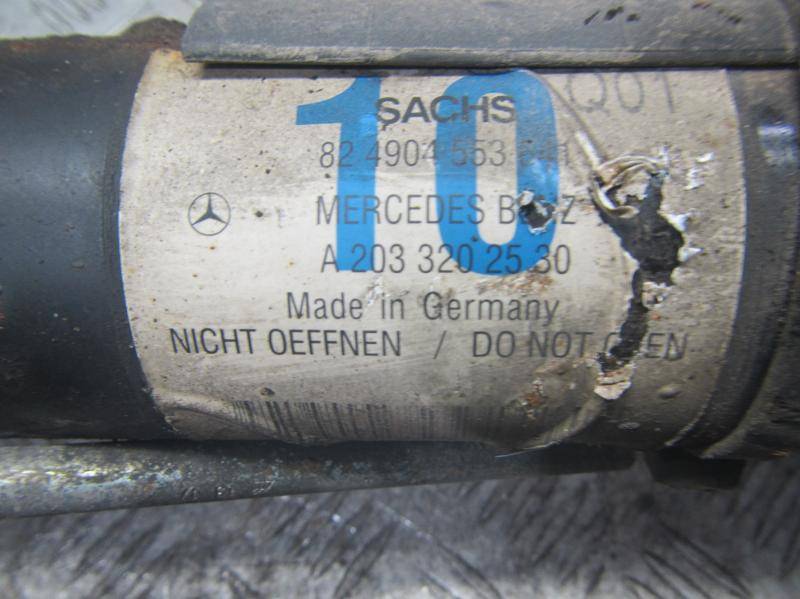 10
SACHS
82 4904 553
MERCEDES
A 203 320 25 30
Made in Germany
NICHT OEFFNEN / DO NOT